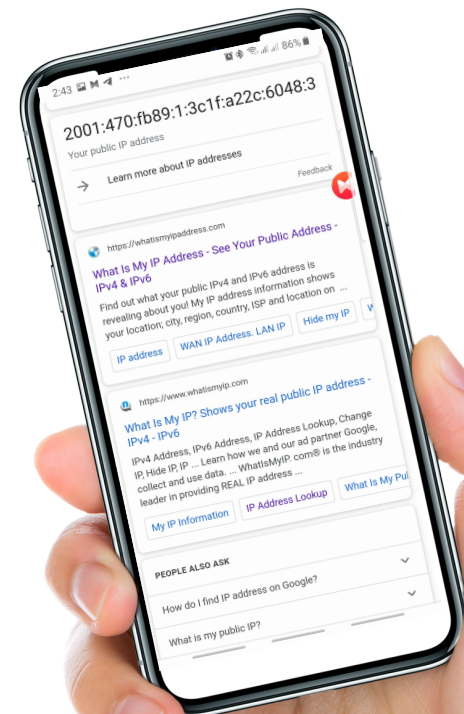 2:43 86%
2001:470:fb89:1:3c1f:a22c:6048:3
Your public IP address
Learn more about IP addresses
Feedback
https://whatismyipaddress.com
What Is My IP Address - See Your Public Address -
IPv4 & IPv6
Find out what your public IPv4 and IPv6 address is
revealing about you! My IP address information shows
your location; city, region, country, ISP and location on ...
IP address WAN IP Address. LAN IP Hide my IP
https://www.whatismyip.com
What Is My IP? Shows your real public IP address -
IPv4 - IPv6
IPv4 Address, IPv6 Address, IP Address Lookup, Change
IP, Hide IP, IP ... Learn how we and our ad partner Google,
collect and use data. ... WhatIsMyIP. com® is the industry
leader in providing REAL IP address ...
My IP Information IP Address Lookup What Is My Pul
PEOPLE ALSO ASK
How do I find IP address on Google?
What is my public IP?